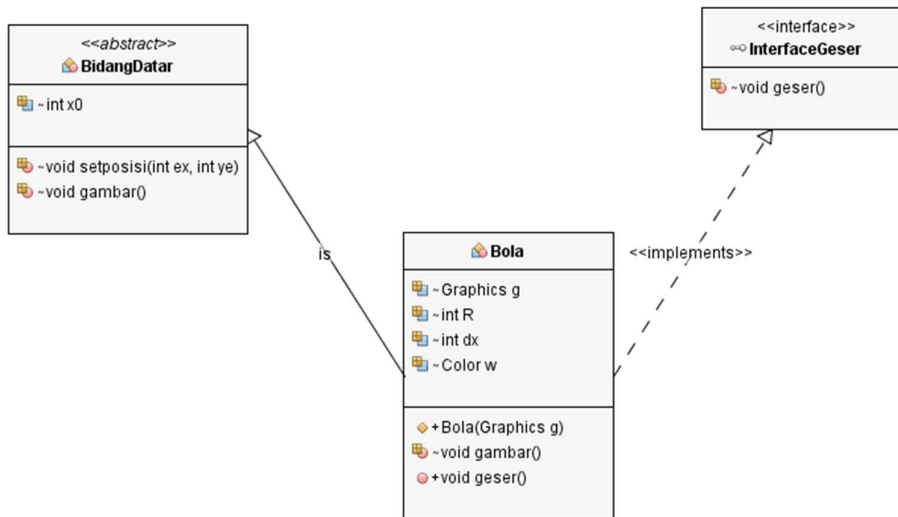 <<abstract>>
BidangDatar
~int x0
~void setposisi(int ex, int ye)
~void gambar()
<<interface>>
InterfaceGeser
~void geser()
is
<<implements>>
Bola
~Graphics g
~int R
~int dx
~Color w
+Bola(Graphics g)
~void gambar()
+void geser()